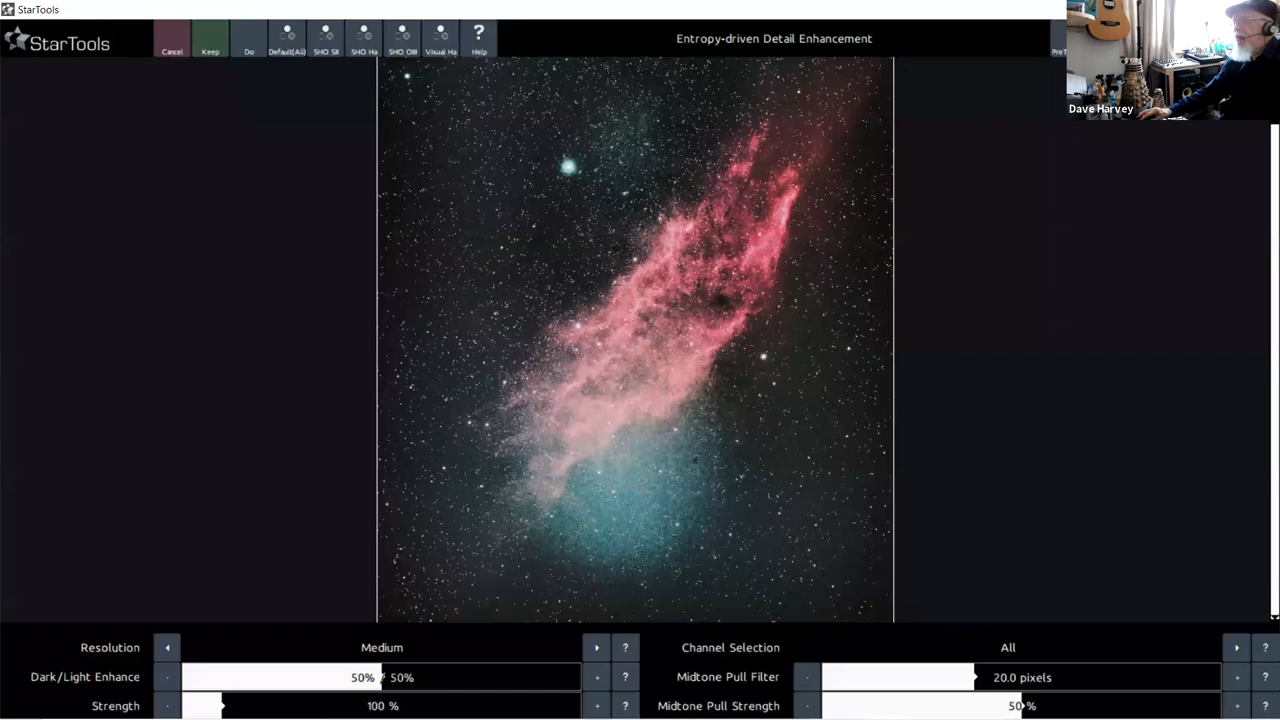 StarTools
StarTools
Cancel
Keep
Do
Default(All)
SHO SII
SHO Ha
SHO OIII
Visual Ha
?
Help
Entropy-driven Detail Enhancement
PreT
Dave Harvey
Resolution
Medium
?
Channel Selection
All
?
Dark/Light Enhance
-
50% / 50%
+
?
Midtone Pull Filter
-
20.0 pixels
+
?
Strength
-
100 %
+
?
Midtone Pull Strength
-
50 %
+
?